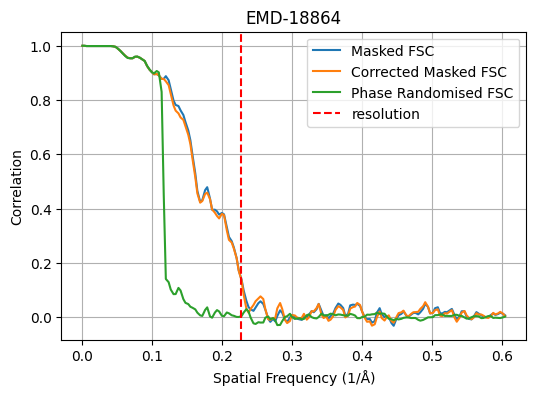 EMD-18864
Masked FSC
Corrected Masked FSC
Phase Randomised FSC
resolution
Correlation
1.0
0.8
0.6
0.4
0.2
0.0
0.0 0.1 0.2 0.3 0.4 0.5 0.6
Spatial Frequency (1/Å)